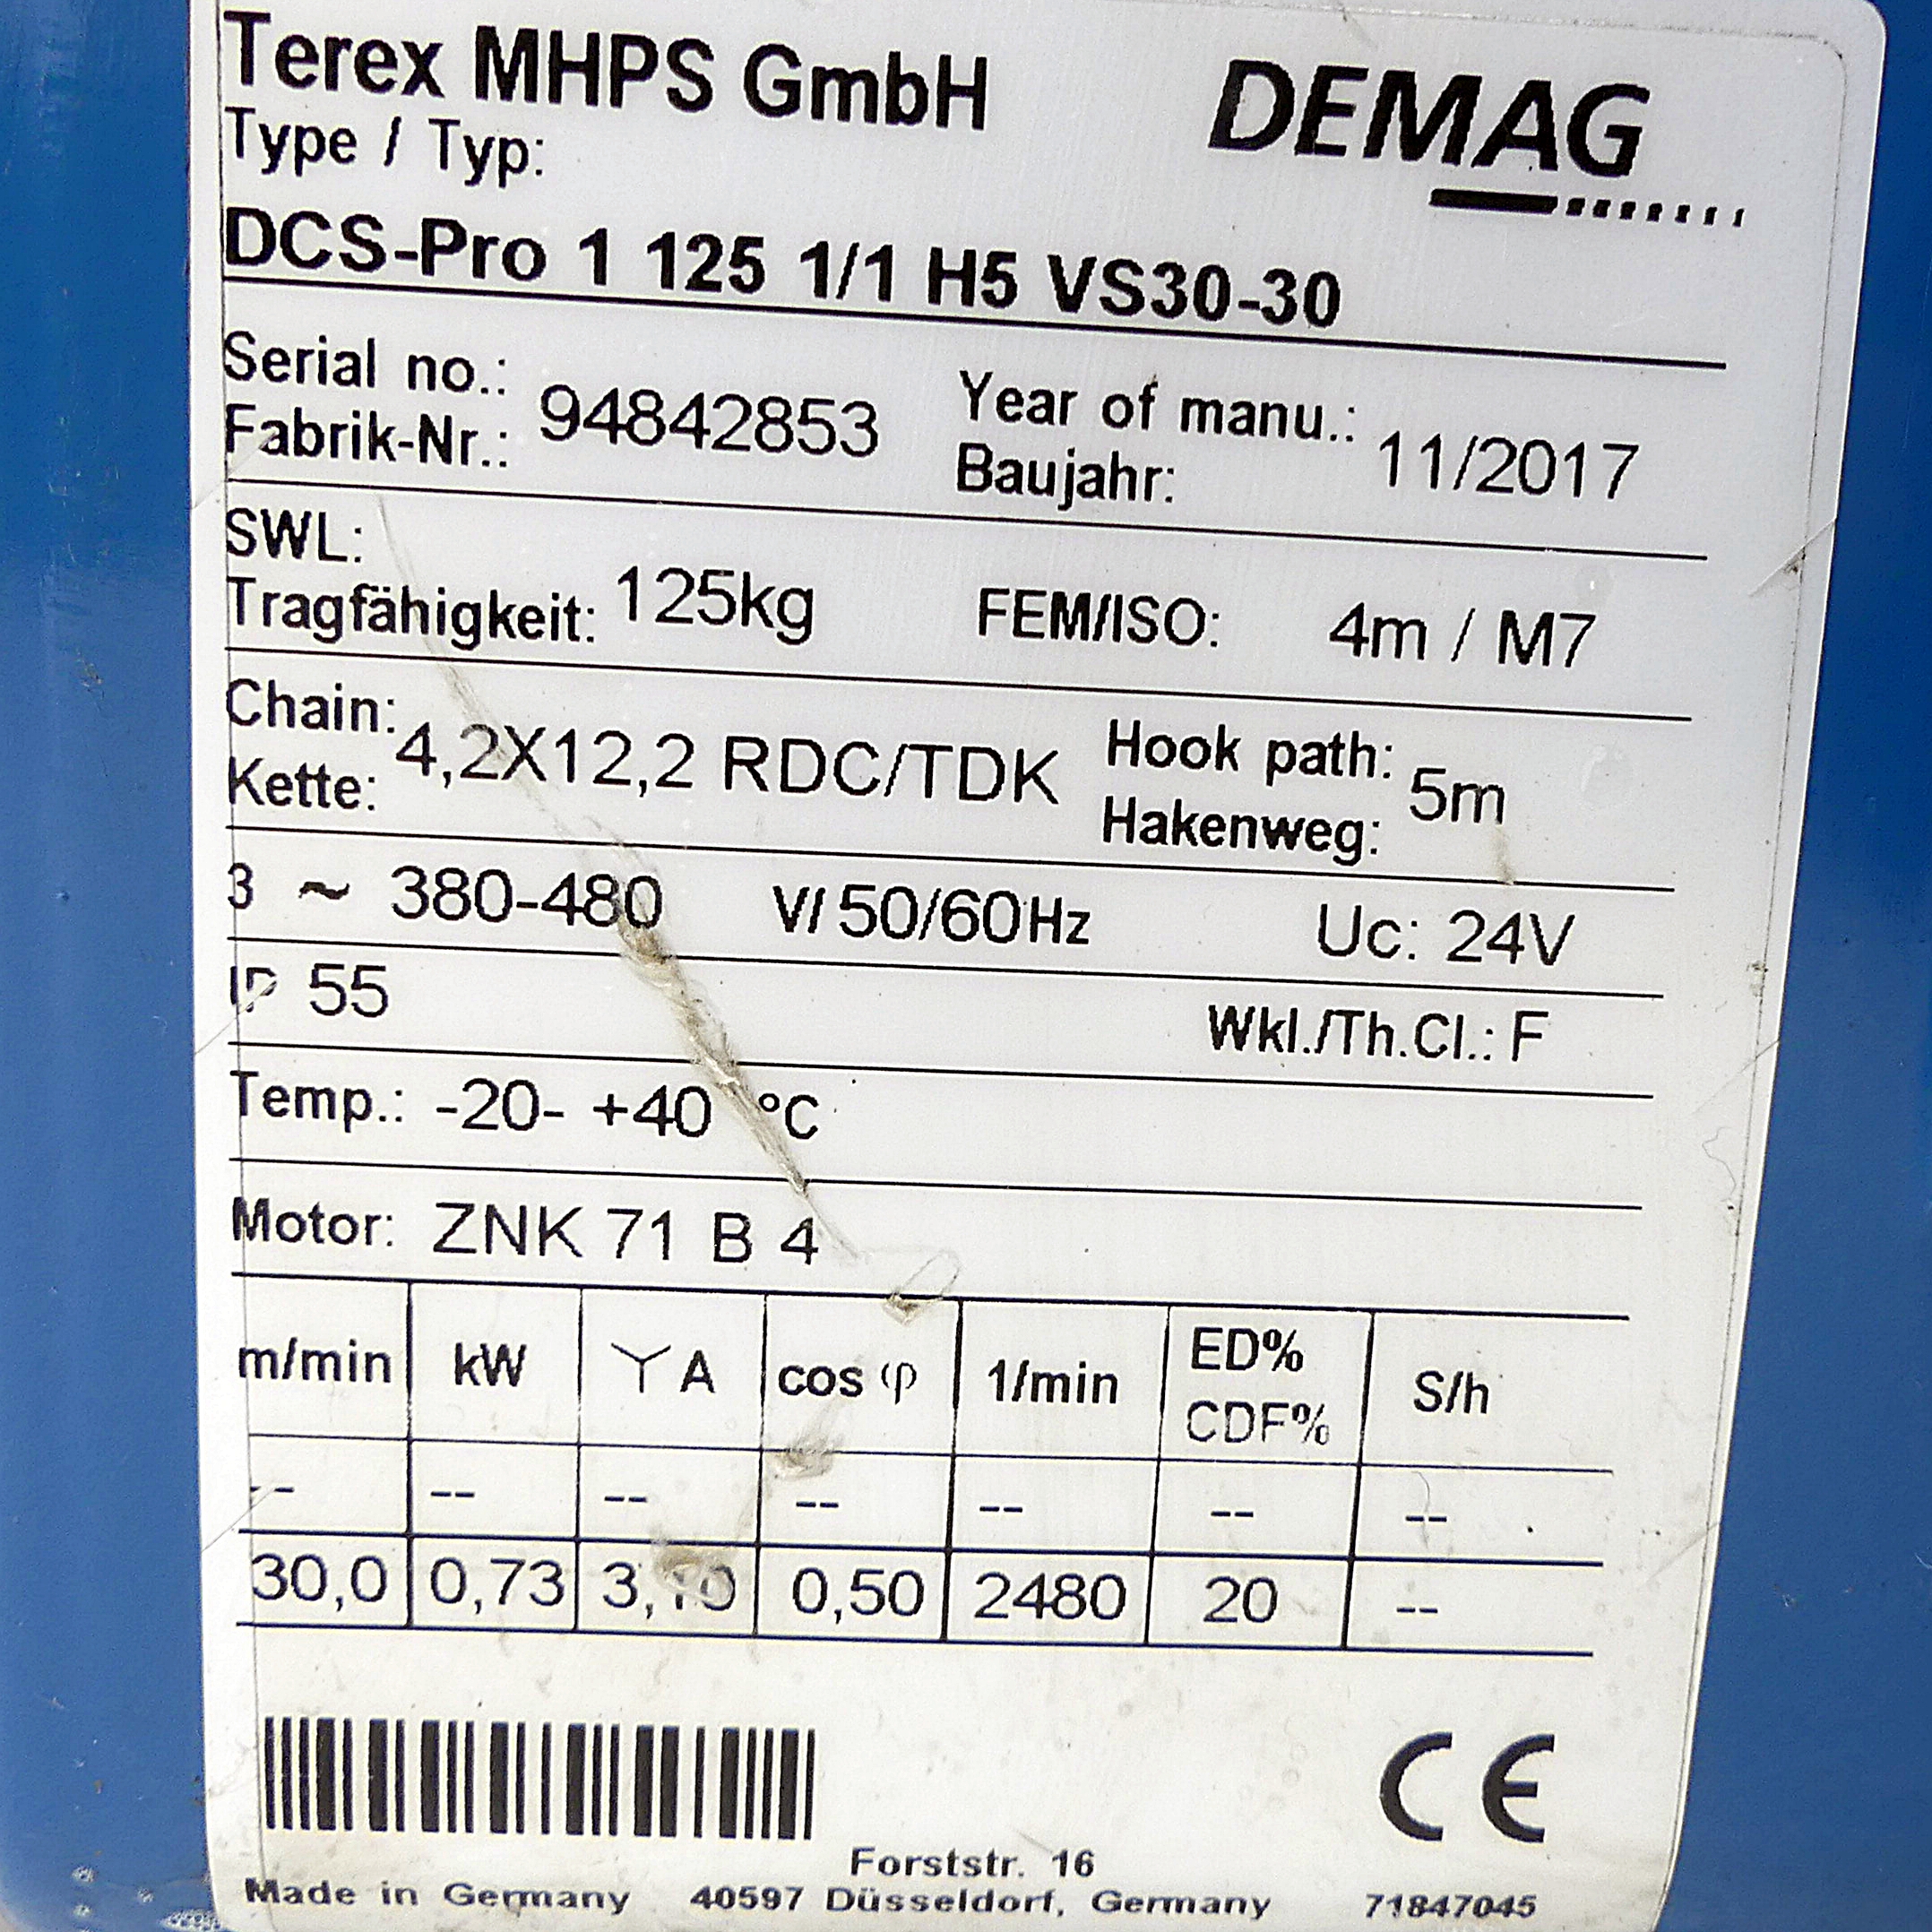 Terex MHPS GmbH
DEMAG
Type / Typ:
DCS-Pro 1 125 1/1 H5 VS30-30
Serial no.:
Fabrik-Nr.: 94842853
Year of manu.:
Baujahr: 11/2017
SWL:
Tragfähigkeit: 125kg
FEM/ISO: 4m / M7
Chain:
Kette: 4,2X12,2 RDC/TDK
Hook path:
Hakenweg: 5m
3 ~ 380-480 V/ 50/60Hz Uc: 24V
IP 55 Wkl./Th.Cl.: F
Temp.: -20- +40 °C
Motor: ZNK 71 B 4
m/min kW A cos φ 1/min ED% CDF% S/h
-- -- -- -- -- -- --
30,0 0,73 0,50 2480 20 --
CE
Forststr. 16
Made in Germany 40597 Düsseldorf, Germany 71847045